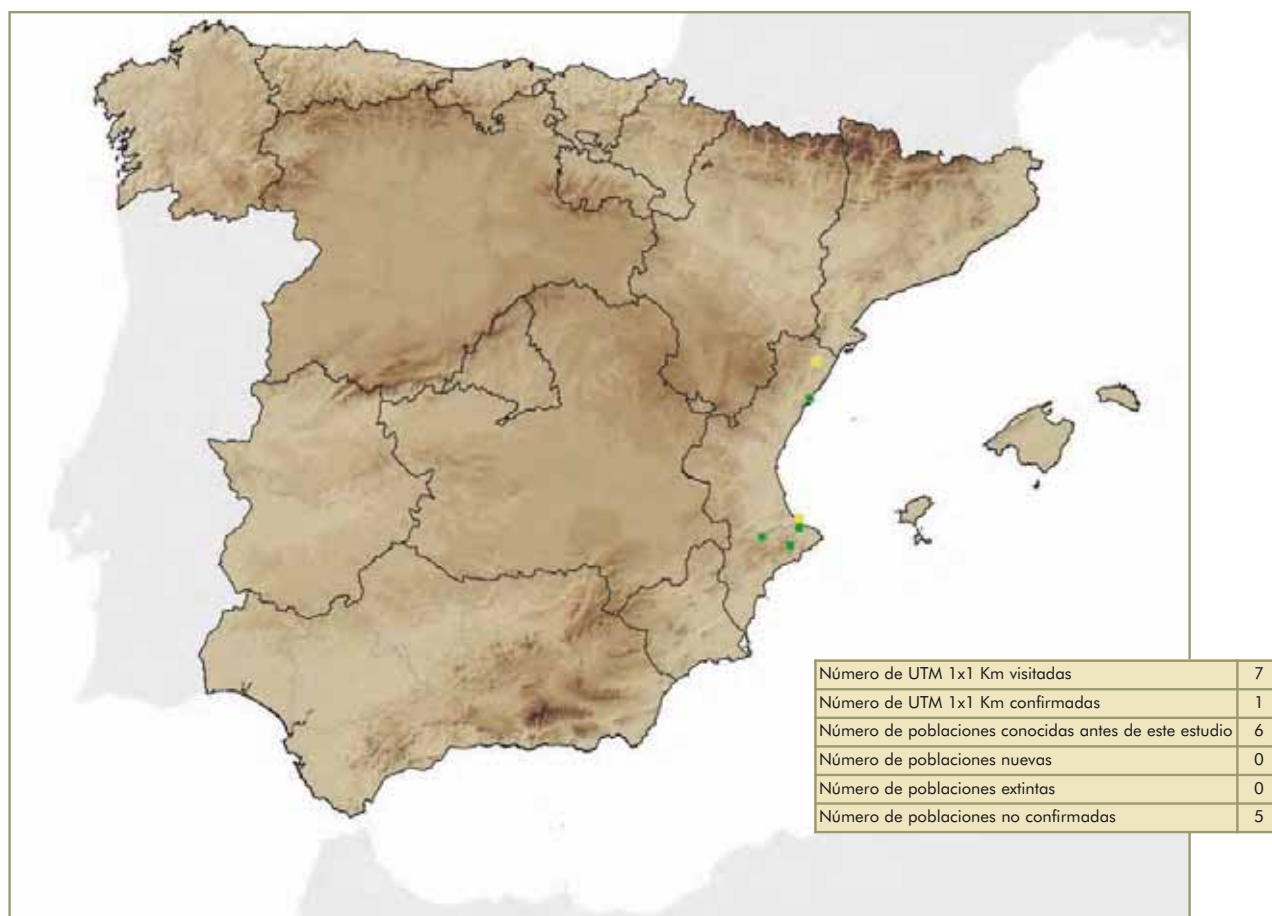 Número de UTM 1x1 Km visitadas 7
Número de UTM 1x1 Km confirmadas 1
Número de poblaciones conocidas antes de este estudio 6
Número de poblaciones nuevas 0
Número de poblaciones extintas 0
Número de poblaciones no confirmadas 5